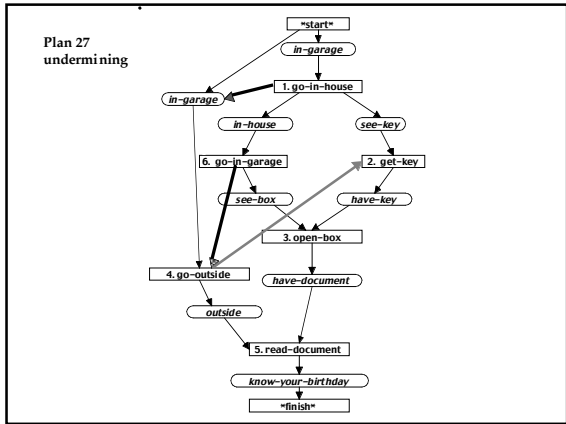 *start*
Plan 27
undermining
in-garage
1. go-in-house
in-garage
in-house
see-key
6. go-in-garage
2. get-key
see-box
have-key
3. open-box
4. go-outside
have-document
outside
5. read-document
know-your-birthday
*finish*